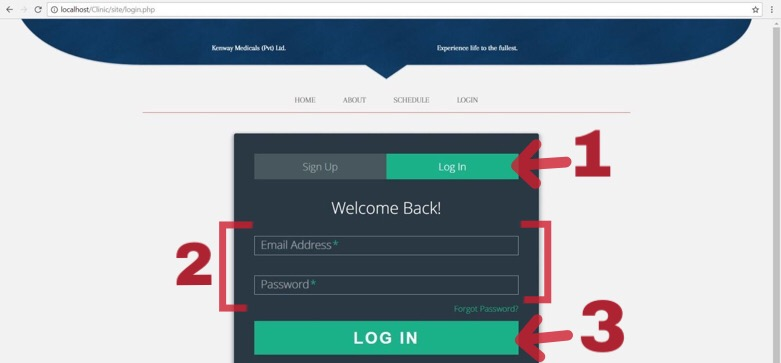 localhost/Clinic/site/login.php
Kenway Medicals (Pvt) Ltd. Experience life to the fullest.
HOME ABOUT SCHEDULE LOGIN
Sign Up Log In
1
Welcome Back!
2
Email Address*
Password*
Forgot Password?
LOG IN
3